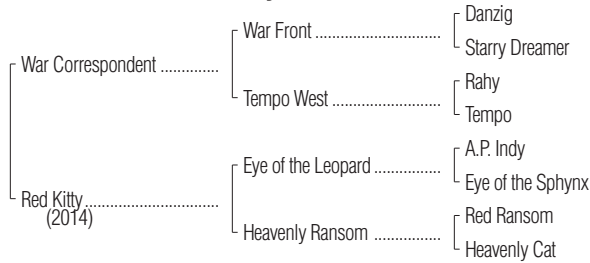 Danzig
War Front ..........................
Starry Dreamer
War Correspondent .............
Rahy
Tempo West ......................
Tempo
A.P. Indy
Eye of the Leopard ................
Eye of the Sphynx
Red Kitty ..............................
(2014)
Red Ransom
Heavenly Ransom ................
Heavenly Cat